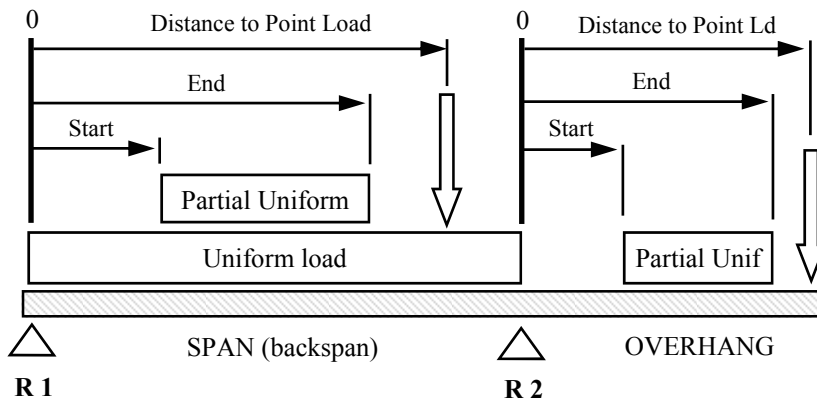 0
0
Distance to Point Load
Distance to Point Ld
End
End
Start
Start
Partial Uniform
Uniform load
Partial Unif
SPAN (backspan)
OVERHANG
R 1
R 2